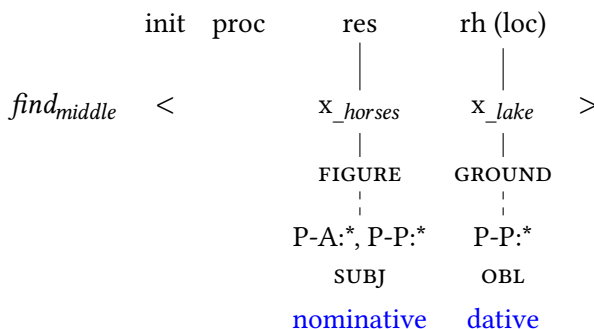 init proc res rh (loc)
find_middle < x_horses x_lake >
FIGURE GROUND
P-A:*, P-P:* P-P:*
SUBJ OBL
nominative dative